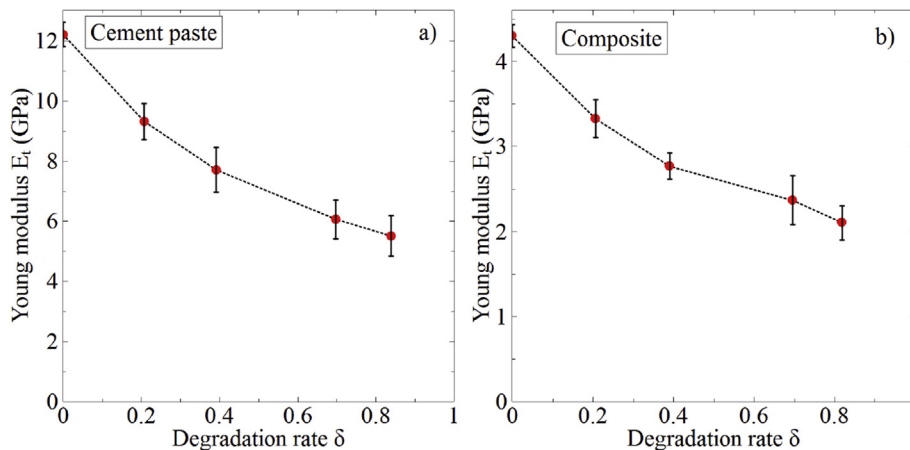 Cement paste
a)
12
10
8
6
4
2
0
Young modulus Et (GPa)
0 0.2 0.4 0.6 0.8 1
Degradation rate δ
Composite
b)
4
3
2
1
0
Young modulus Et (GPa)
0 0.2 0.4 0.6 0.8
Degradation rate δ